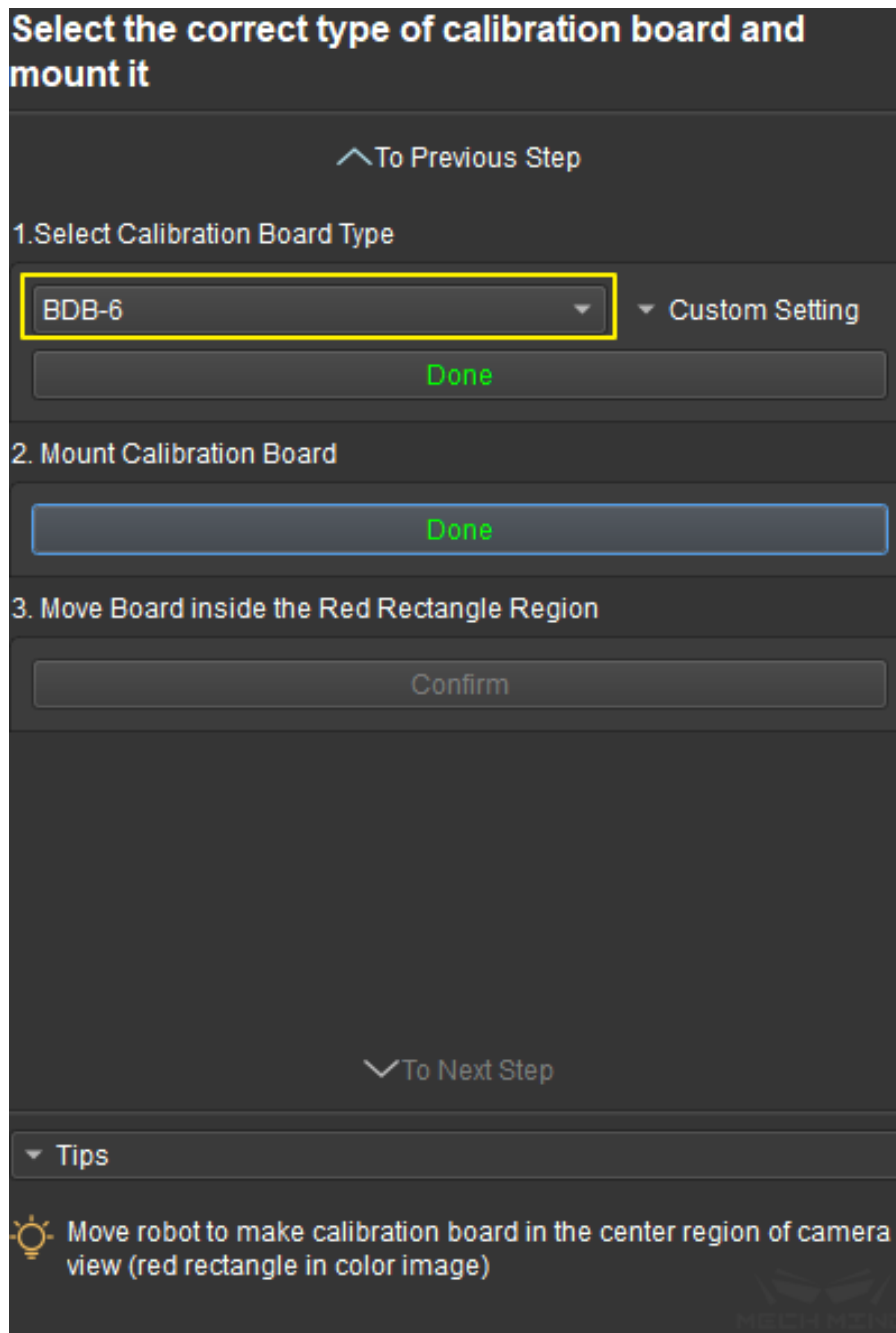 Select the correct type of calibration board and
mount it
To Previous Step
1.Select Calibration Board Type
BDB-6
Custom Setting
Done
2. Mount Calibration Board
Done
3. Move Board inside the Red Rectangle Region
Confirm
To Next Step
Tips
Move robot to make calibration board in the center region of camera
view (red rectangle in color image)
MECH MIND